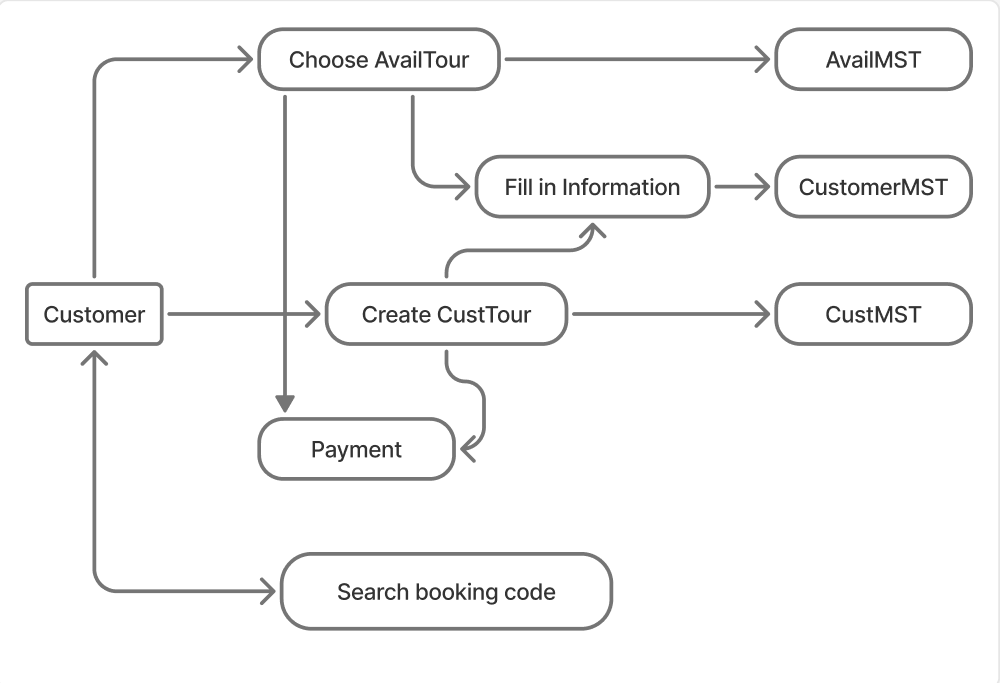 Choose AvailTour
AvailMST
Fill in Information
CustomerMST
Customer
Create CustTour
CustMST
Payment
Search booking code